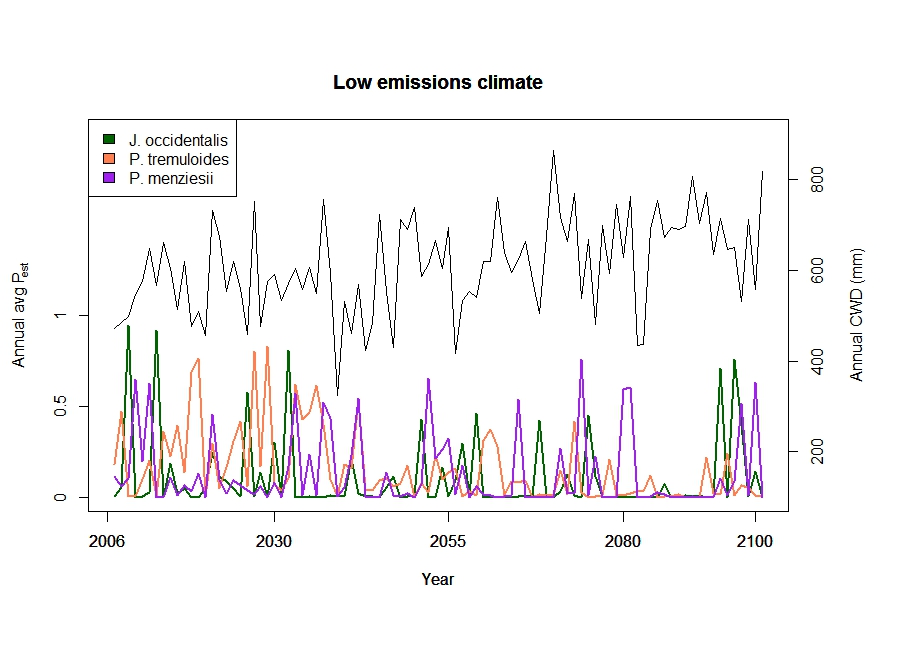 Low emissions climate
J. occidentalis
P. tremuloides
P. menziesii
Annual avg Pest
1
0.5
0
800
600
400
200
Annual CWD (mm)
2006 2030 2055 2080 2100
Year